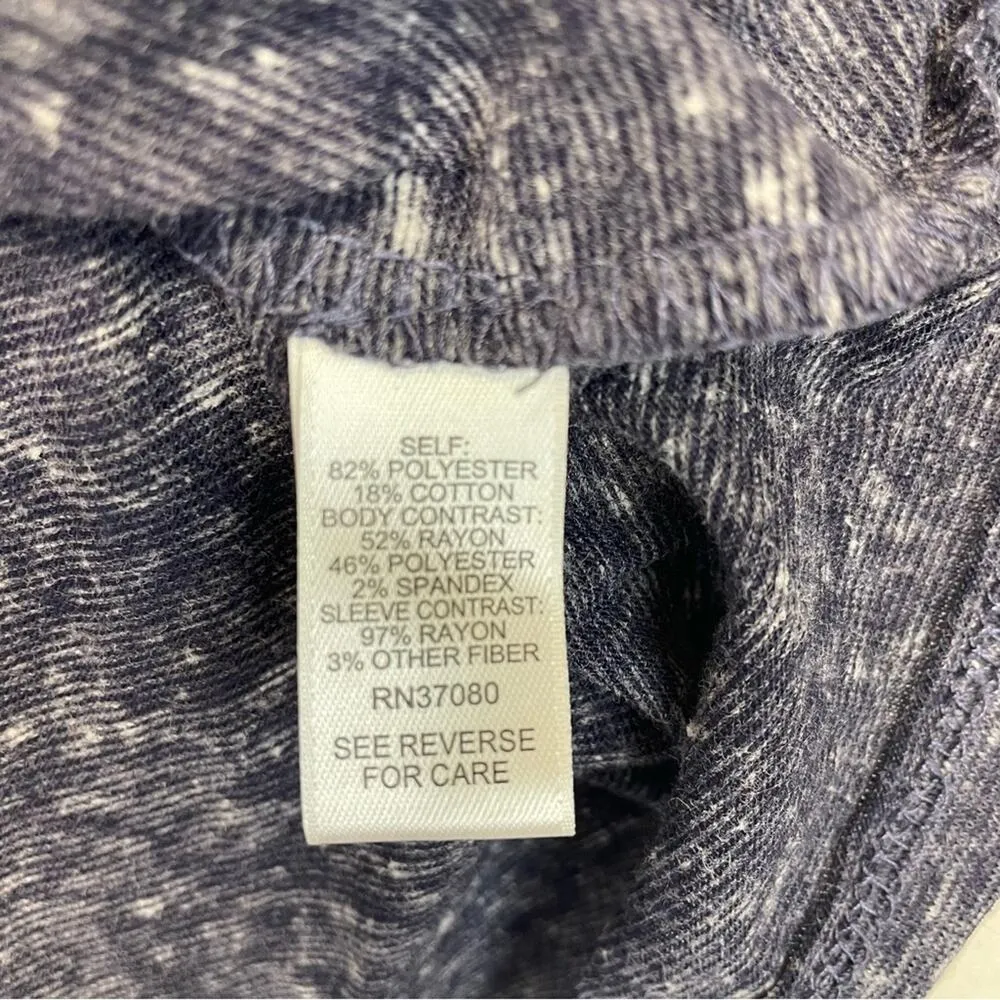 SELF:
82% POLYESTER
18% COTTON
BODY CONTRAST:
52% RAYON
46% POLYESTER
2% SPANDEX
SLEEVE CONTRAST:
97% RAYON
3% OTHER FIBER
RN37080
SEE REVERSE
FOR CARE